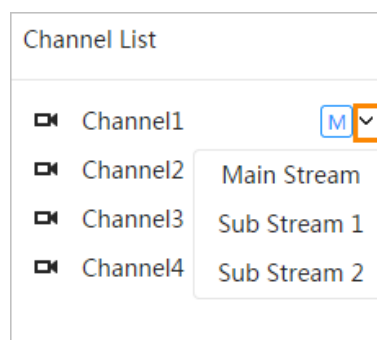 Channel List
Channel1 M
Channel2
Main Stream
Channel3
Sub Stream 1
Channel4
Sub Stream 2